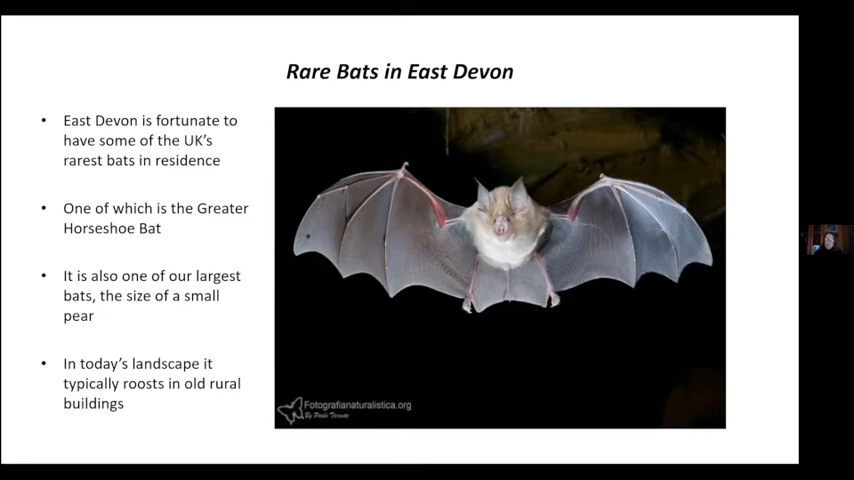 Rare Bats in East Devon
• East Devon is fortunate to
have some of the UK's
rarest bats in residence
• One of which is the Greater
Horseshoe Bat
• It is also one of our largest
bats, the size of a small
pear
• In today's landscape it
typically roosts in old rural
buildings
Fotografianaturalistica.org